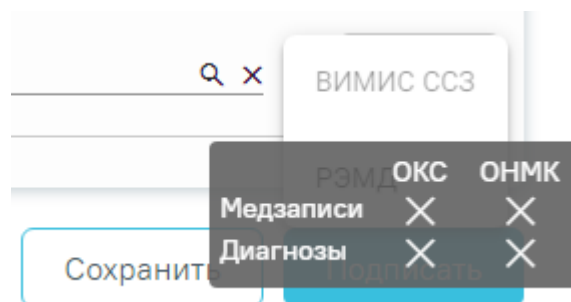 ВИМИС ССЗ
РЭМД
ОКС ОНМК
Медзаписи
Диагнозы
Сохранить
Подписать